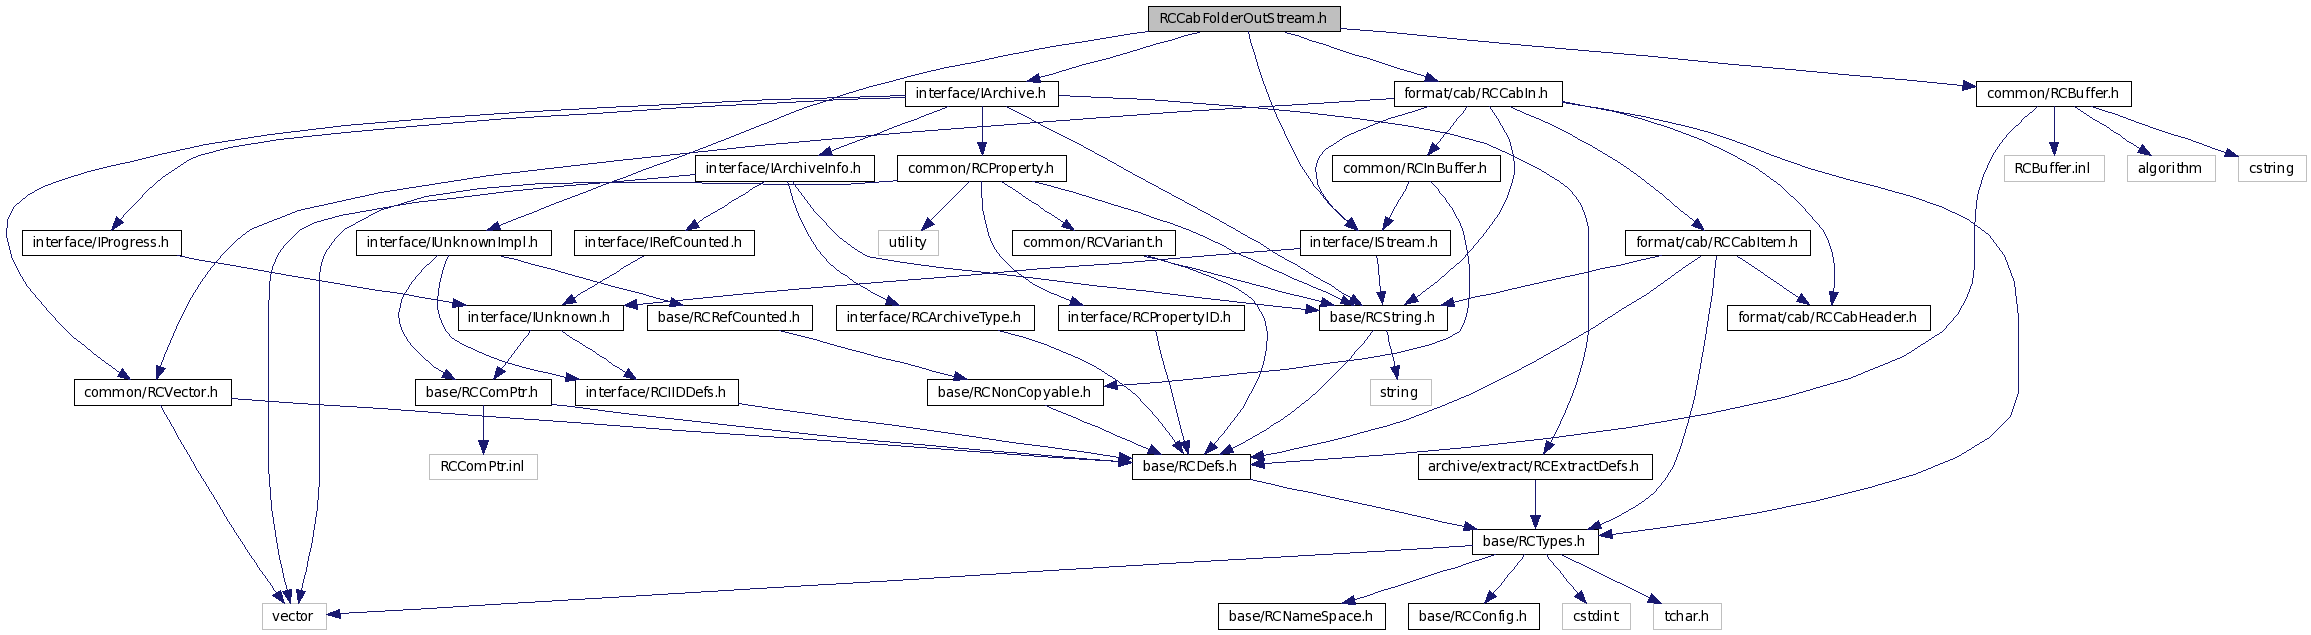 RCCabFolderOutStream.h
interface/IArchive.h
format/cab/RCCabIn.h
common/RCBuffer.h
interface/IArchiveInfo.h
common/RCProperty.h
common/RCInBuffer.h
RCBuffer.inl
algorithm
cstring
interface/IProgress.h
interface/IUnknownImpl.h
interface/IRefCounted.h
utility
common/RCVariant.h
interface/IStream.h
format/cab/RCCabItem.h
interface/IUnknown.h
base/RCRefCounted.h
interface/RCArchiveType.h
interface/RCPropertyID.h
base/RCString.h
format/cab/RCCabHeader.h
common/RCVector.h
base/RCComPtr.h
interface/RCIIDDefs.h
base/RCNonCopyable.h
string
RCComPtr.inl
base/RCDefs.h
archive/extract/RCExtractDefs.h
base/RCTypes.h
vector
base/RCNameSpace.h
base/RCConfig.h
cstdint
tchar.h